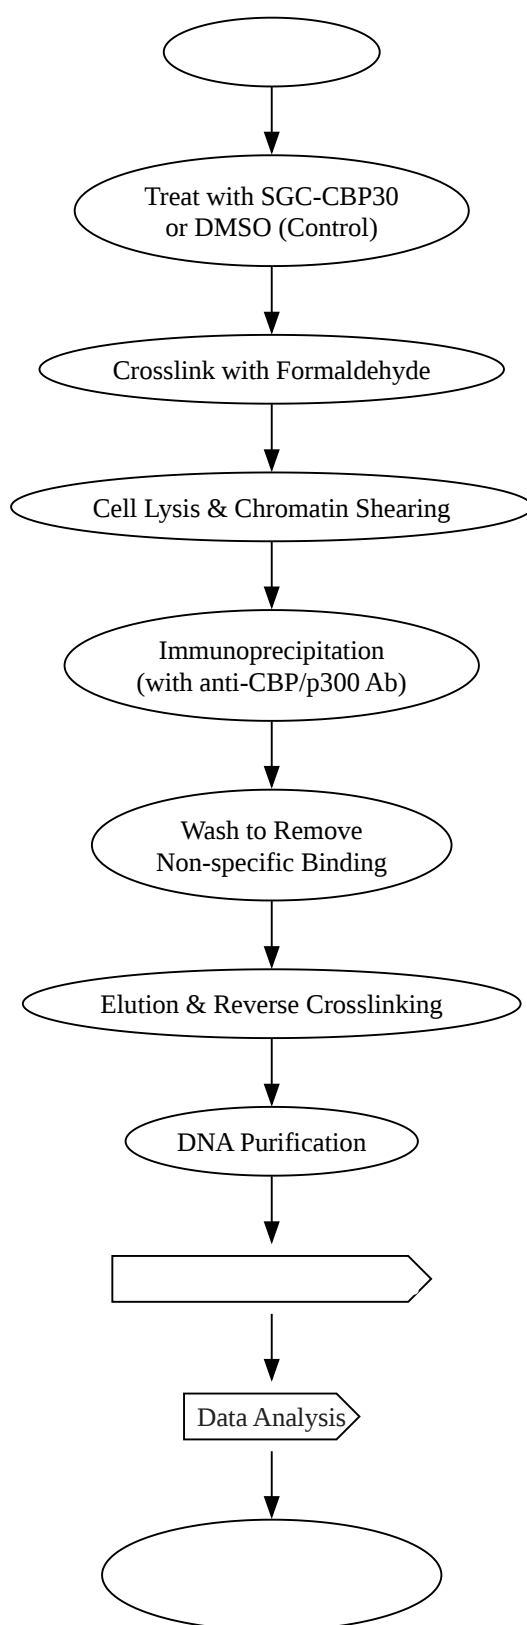 Treat with SGC-CBP30
or DMSO (Control)
Crosslink with Formaldehyde
Cell Lysis & Chromatin Shearing
Immunoprecipitation
(with anti-CBP/p300 Ab)
Wash to Remove
Non-specific Binding
Elution & Reverse Crosslinking
DNA Purification
Data Analysis